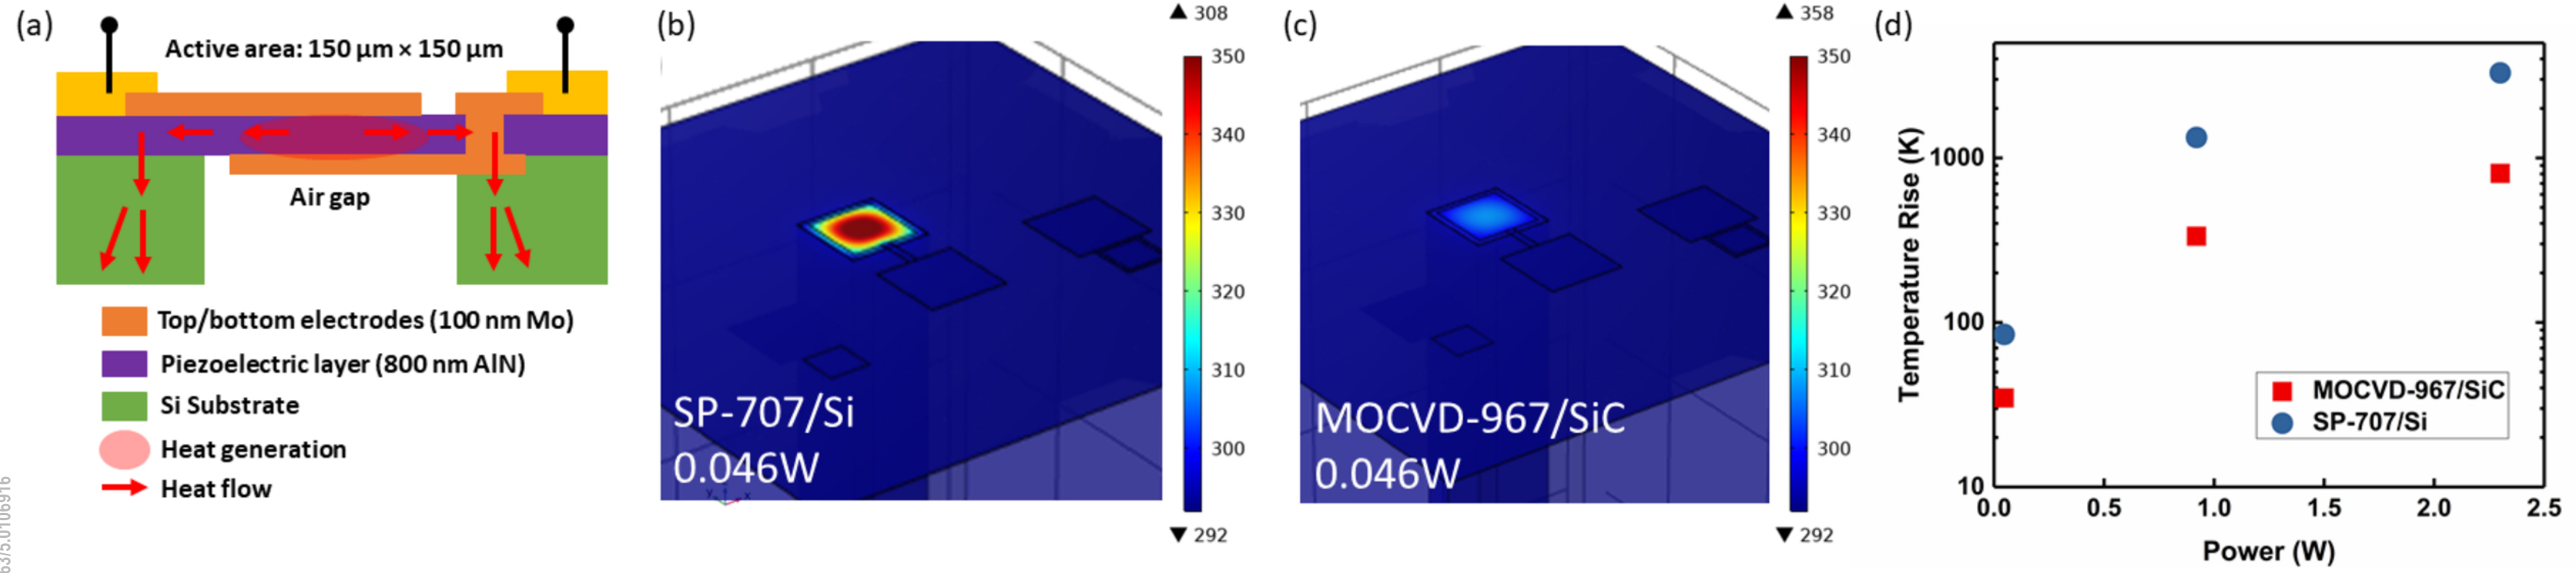 (a)
Active area: 150 μm × 150 μm
Air gap
Top/bottom electrodes (100 nm Mo)
Piezoelectric layer (800 nm AlN)
Si Substrate
Heat generation
Heat flow
(b)
▲ 308
350
340
330
320
310
300
▼ 292
SP-707/Si
0.046W
y
x
(c)
▲ 358
350
340
330
320
310
300
▼ 292
MOCVD-967/SiC
0.046W
(d)
Temperature Rise (K)
1000
100
10
0.0 0.5 1.0 1.5 2.0 2.5
Power (W)
MOCVD-967/SiC
SP-707/Si
63/5.0106916